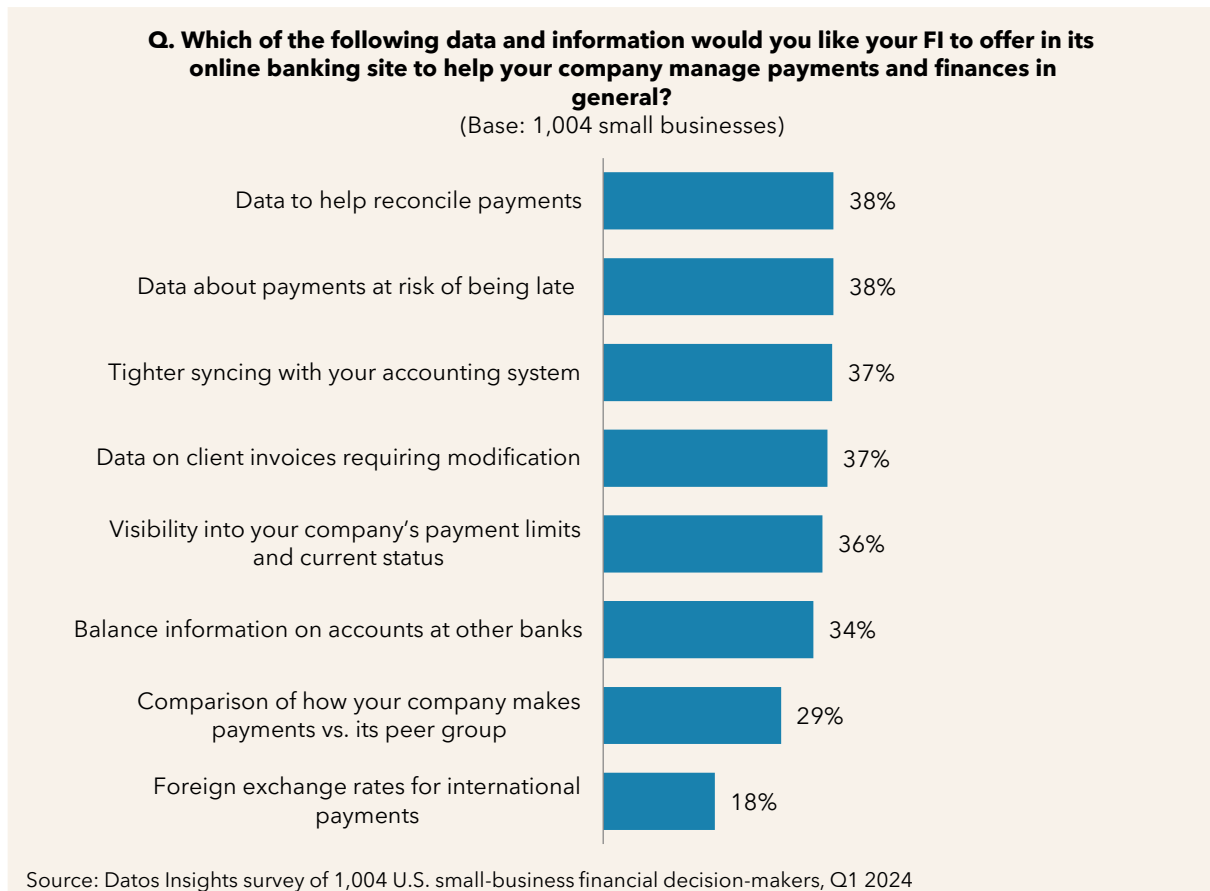 Q. Which of the following data and information would you like your FI to offer in its
online banking site to help your company manage payments and finances in
general?
(Base: 1,004 small businesses)
Data to help reconcile payments
38%
Data about payments at risk of being late
38%
Tighter syncing with your accounting system
37%
Data on client invoices requiring modification
37%
Visibility into your company’s payment limits
and current status
36%
Balance information on accounts at other banks
34%
Comparison of how your company makes
payments vs. its peer group
29%
Foreign exchange rates for international
payments
18%
Source: Datos Insights survey of 1,004 U.S. small-business financial decision-makers, Q1 2024